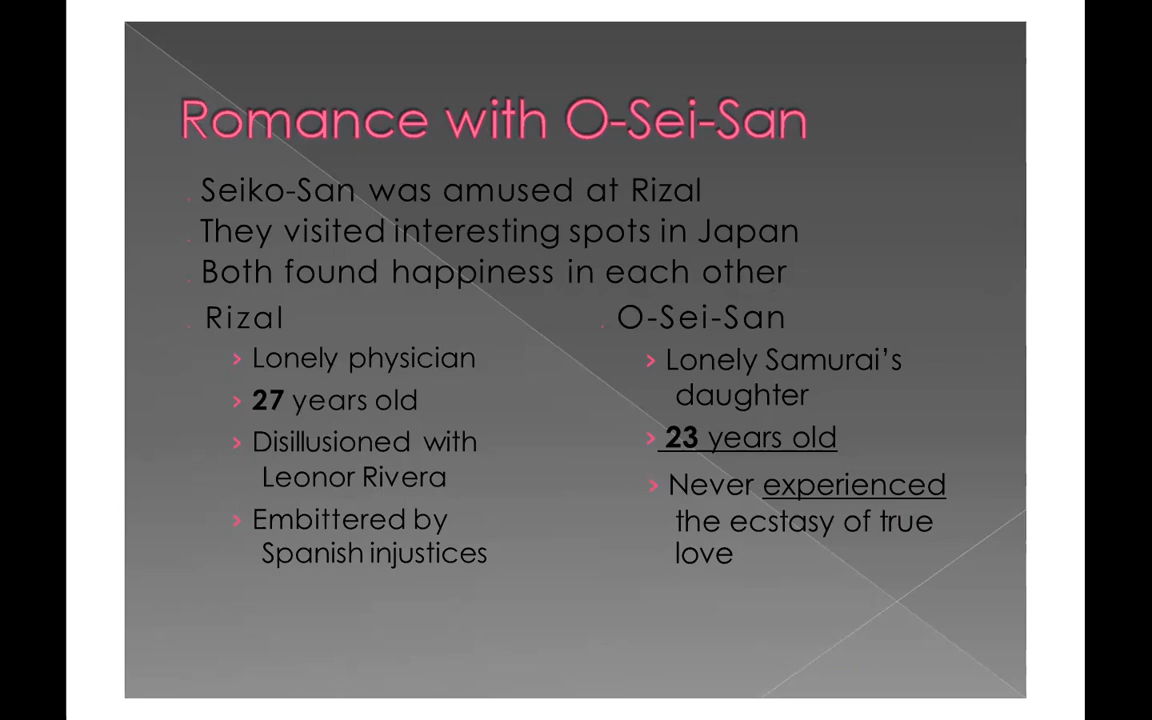 Romance with O-Sei-San
Seiko-San was amused at Rizal
They visited interesting spots in Japan
Both found happiness in each other
Rizal
› Lonely physician
› 27 years old
› Disillusioned with
Leonor Rivera
› Embittered by
Spanish injustices
O-Sei-San
› Lonely Samurai’s
daughter
› 23 years old
› Never experienced
the ecstasy of true
love